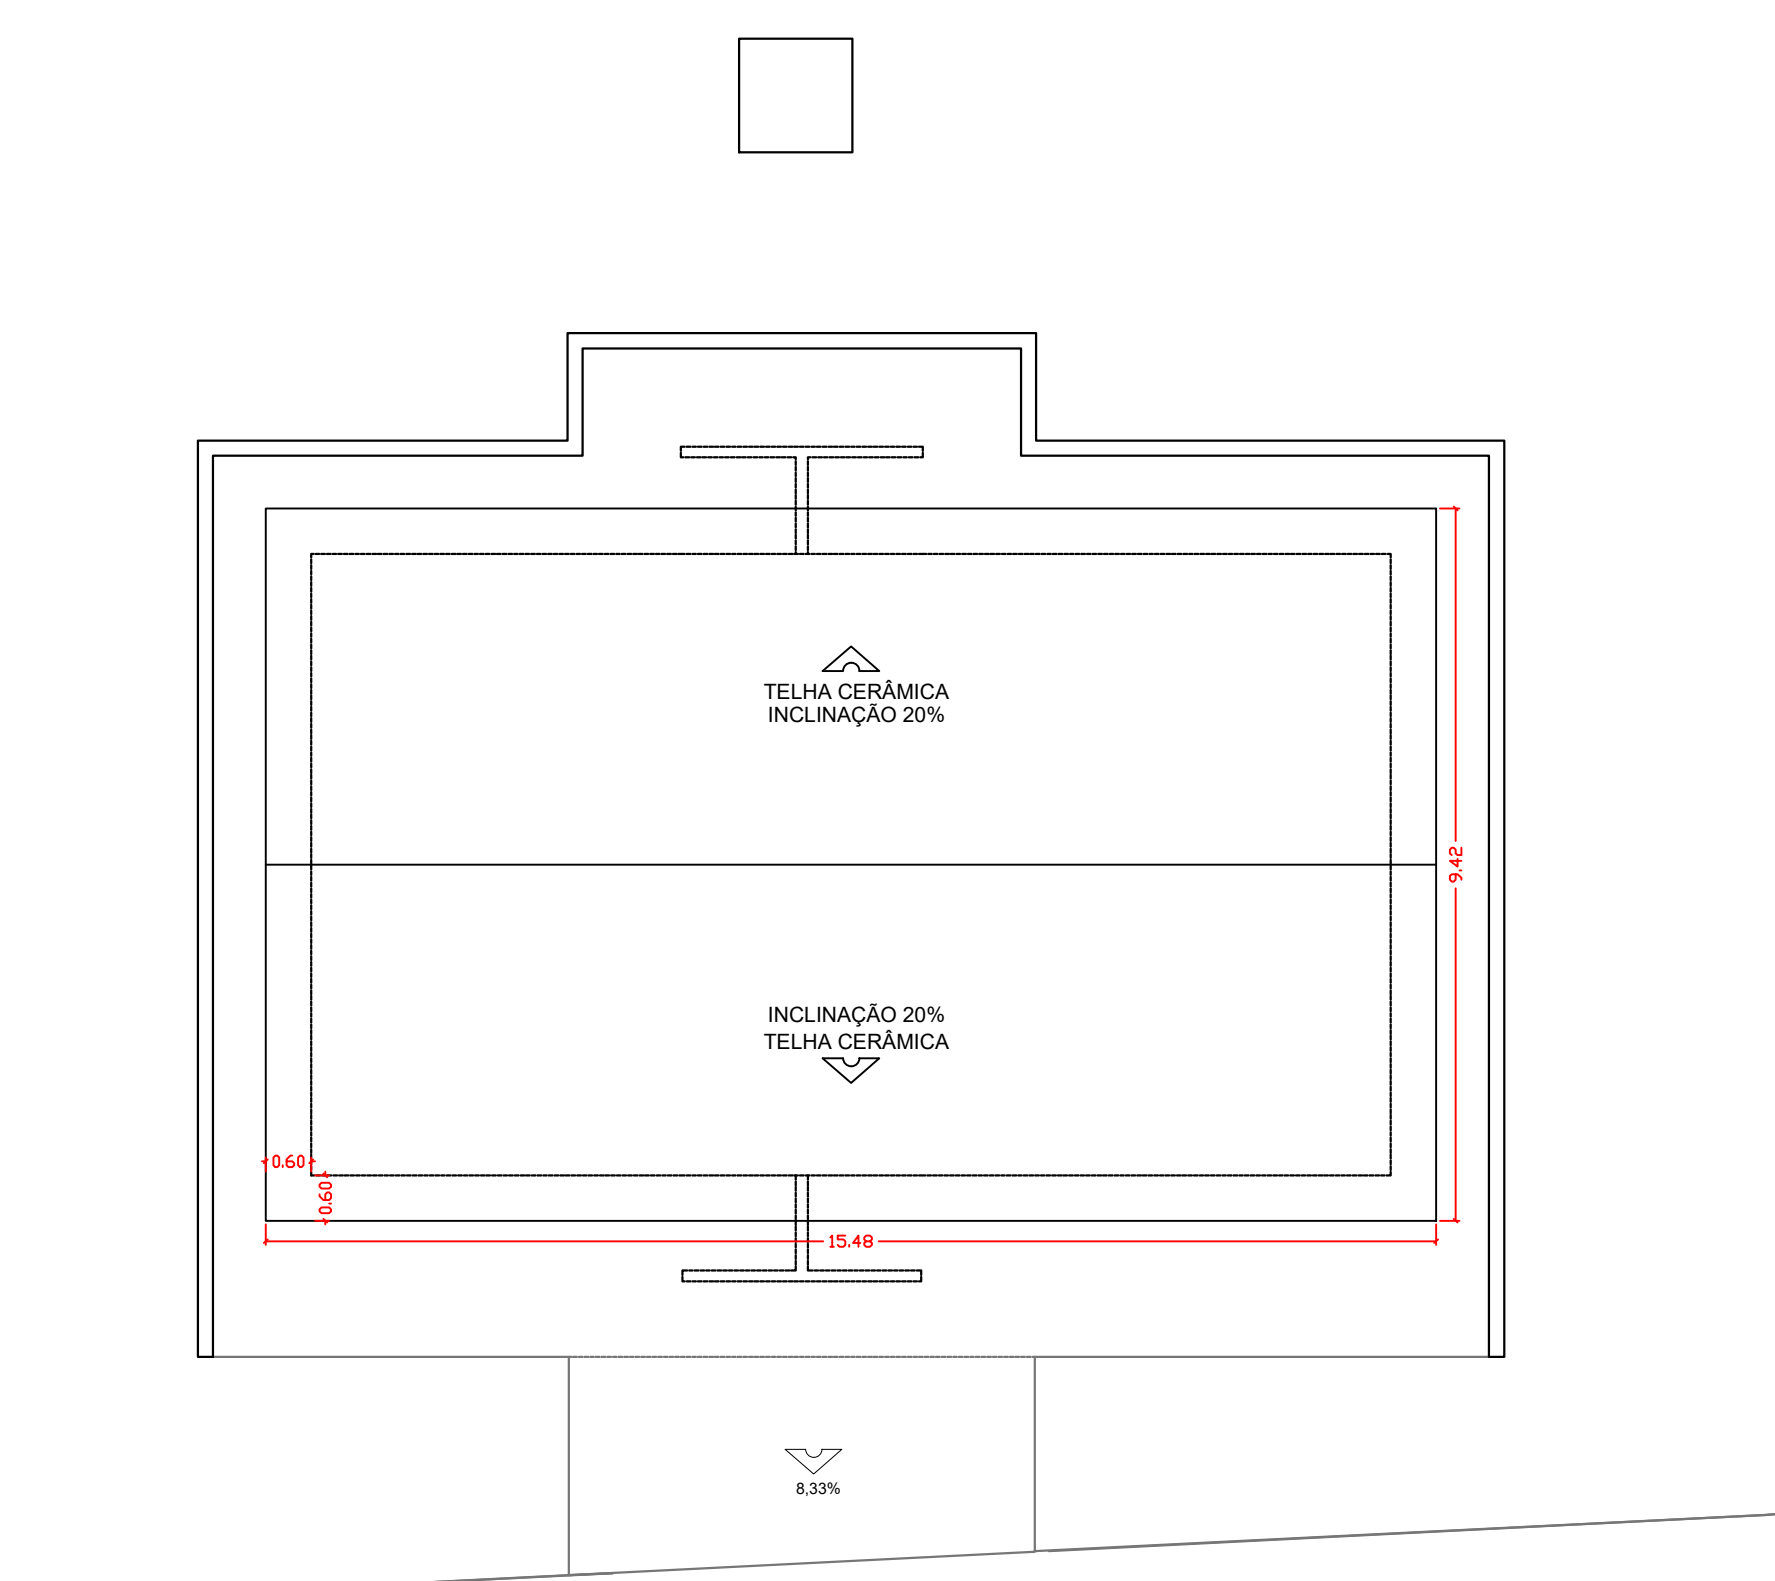 TELHA CERÂMICA
INCLINAÇÃO 20%
9,42
INCLINAÇÃO 20%
TELHA CERÂMICA
0,60
0,60
15,48
8,33%